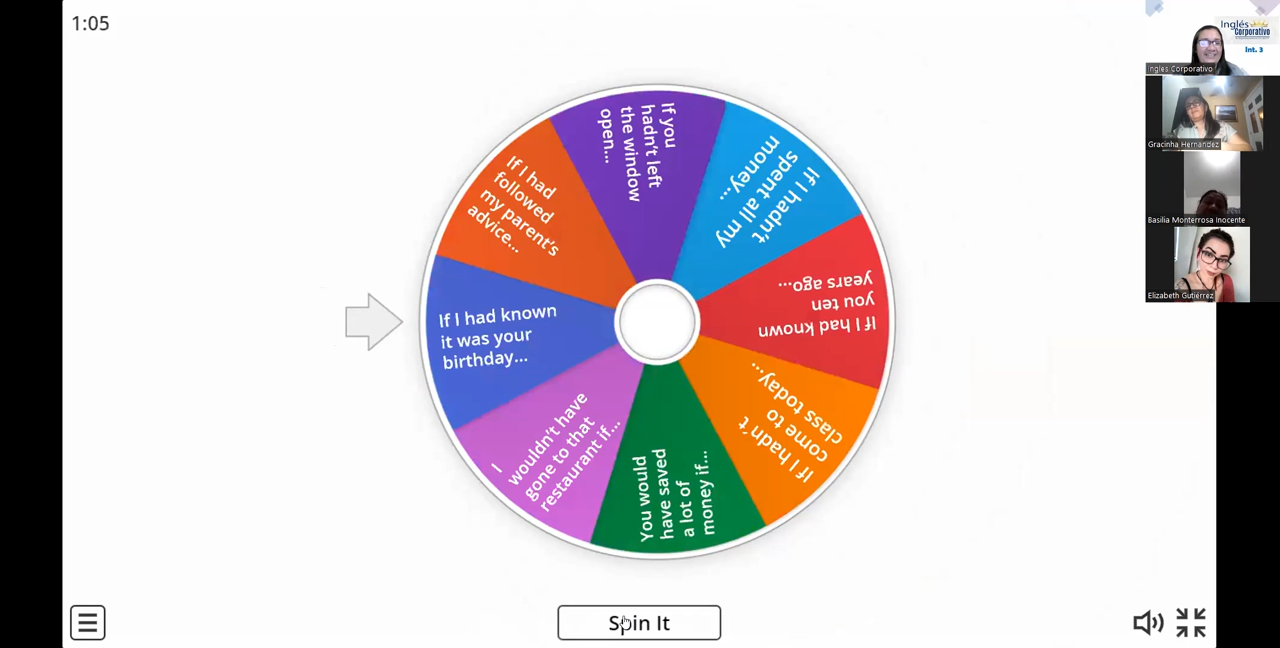 1:05
If you
hadn't left
the window
open...
If I hadn't
spent all my
money...
If I had known
you ten
years ago...
If I hadn´t
come to
class today...
You would
have saved
a lot of
money if...
I
wouldn't have
gone to that
restaurant if...
If I had known
it was your
birthday...
If I had
followed
my parent's
advice...
Spin It
Inglés
Corporativo
Int. 3
Ingles Corporativo
Gracinha Hernandez
Basilia Monterrosa Inocente
Elizabeth Gutiérrez